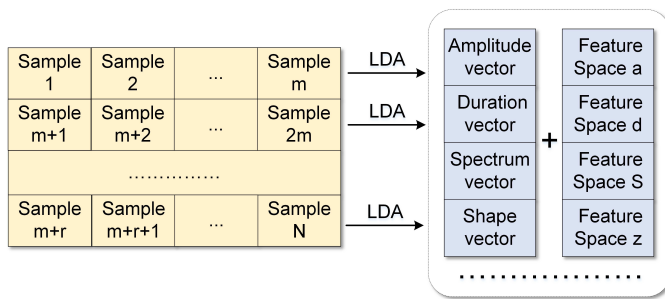 Sample 1 Sample 2 ... Sample m
LDA
Sample m+1 Sample m+2 ... Sample 2m
LDA
……………
Sample m+r Sample m+r+1 ... Sample N
LDA
Amplitude vector
Duration vector
Spectrum vector
Shape vector
+
Feature Space a
Feature Space d
Feature Space S
Feature Space z
..................